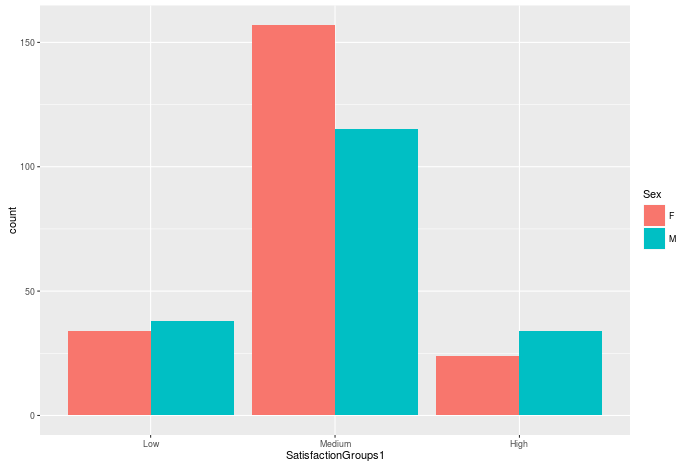 150
100
50
0
count
Low Medium High
SatisfactionGroups1
Sex
F
M